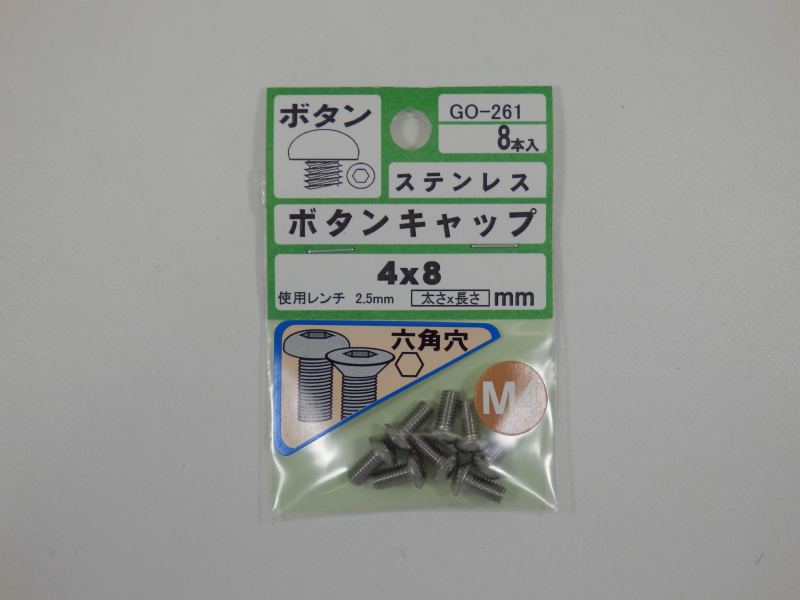 ボタン
GO-261
8本入
ステンレス
ボタンキャップ
4x8
使用レンチ 2.5mm 太さx長さ mm
六角穴
M4